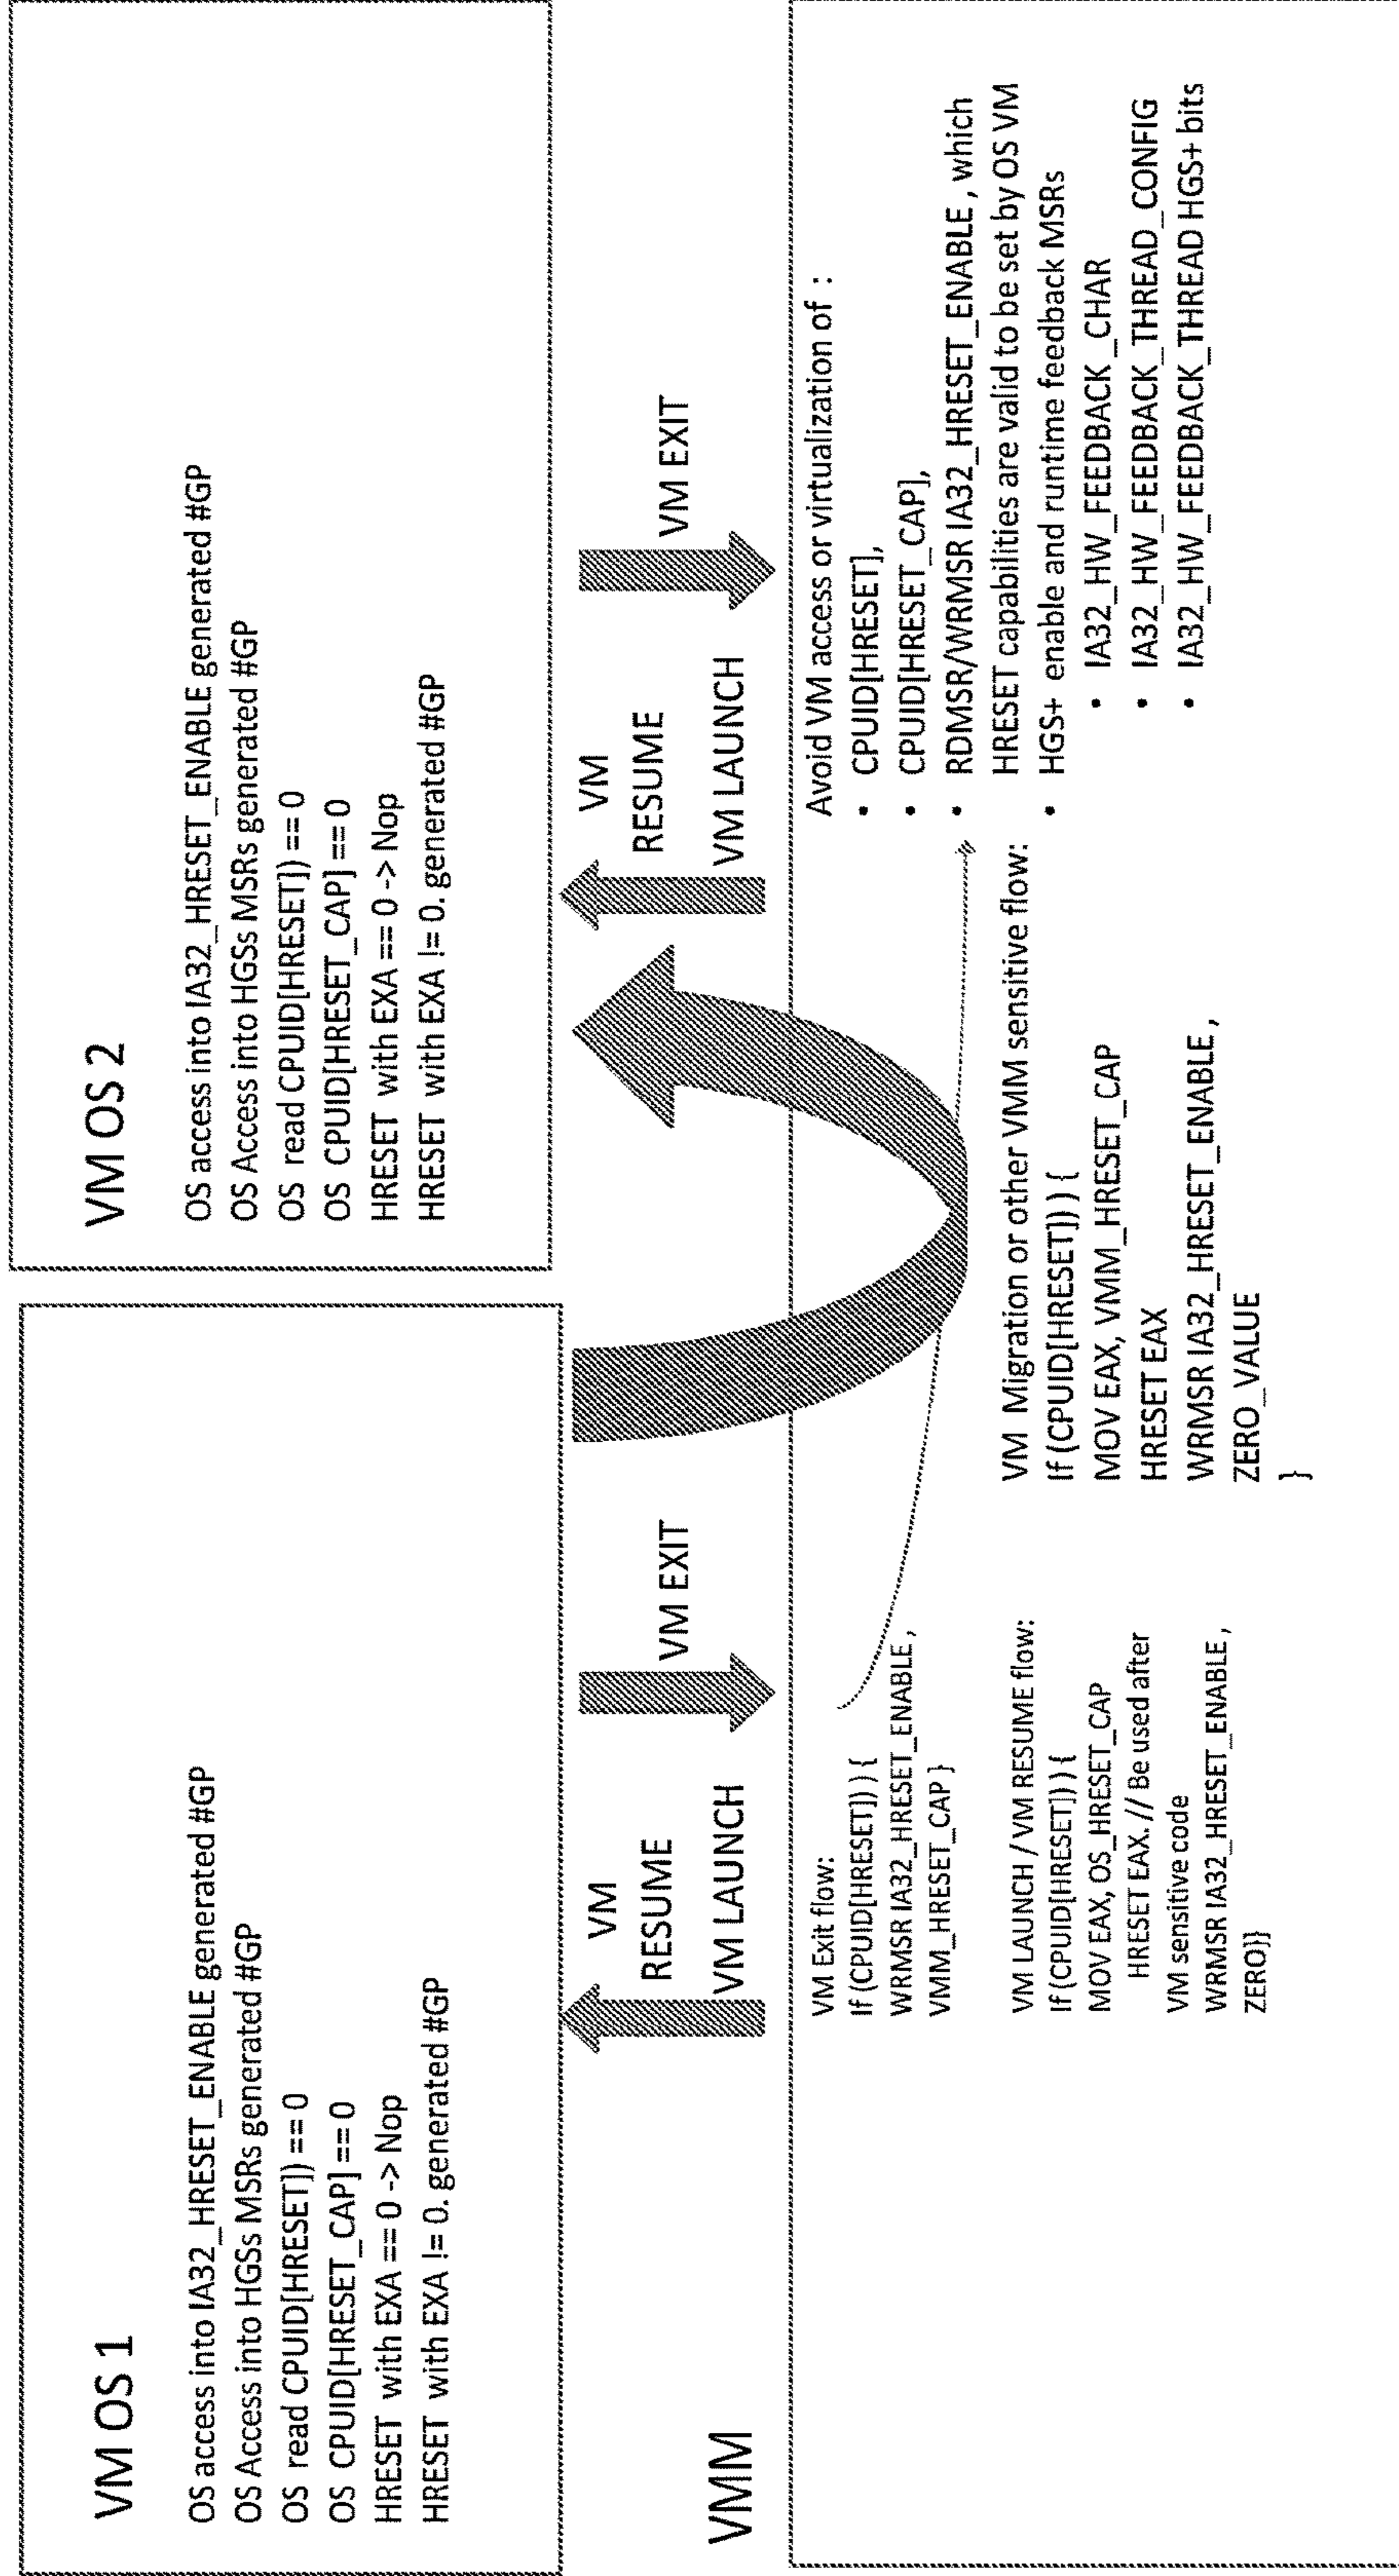 VM OS 1
OS access into IA32_HRESET_ENABLE generated #GP
OS Access into HGSs MSRs generated #GP
OS read CPUID[HRESET]) == 0
OS CPUID[HRESET_CAP] == 0
HRESET with EXA == 0 -> Nop
HRESET with EXA != 0. generated #GP
VM OS 2
OS access into IA32_HRESET_ENABLE generated #GP
OS Access into HGSs MSRs generated #GP
OS read CPUID[HRESET]) == 0
OS CPUID[HRESET_CAP] == 0
HRESET with EXA == 0 -> Nop
HRESET with EXA != 0. generated #GP
VMM
VM
RESUME
VM LAUNCH
VM EXIT
VM
RESUME
VM LAUNCH
VM EXIT
VM Exit flow:
If (CPUID[HRESET])) {
WRMSR IA32_HRESET_ENABLE ,
VMM_HRESET_CAP }
VM LAUNCH / VM RESUME flow:
If (CPUID[HRESET])) {
MOV EAX, OS_HRESET_CAP
HRESET EAX. // Be used after
VM sensitive code
WRMSR IA32_HRESET_ENABLE ,
ZERO}}
VM Migration or other VMM sensitive flow:
If (CPUID[HRESET])) {
MOV EAX, VMM_HRESET_CAP
HRESET EAX
WRMSR IA32_HRESET_ENABLE ,
ZERO_VALUE
}
Avoid VM access or virtualization of :
• CPUID[HRESET],
• CPUID[HRESET_CAP],
• RDMSR/WRMSR IA32_HRESET_ENABLE , which
HRESET capabilities are valid to be set by OS VM
• HGS+ enable and runtime feedback MSRs
• IA32_HW_FEEDBACK_CHAR
• IA32_HW_FEEDBACK_THREAD_CONFIG
• IA32_HW_FEEDBACK_THREAD HGS+ bits